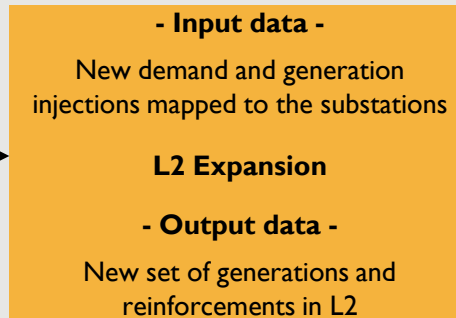 - Input data -
New demand and generation
injections mapped to the substations
L2 Expansion
- Output data -
New set of generations and
reinforcements in L2